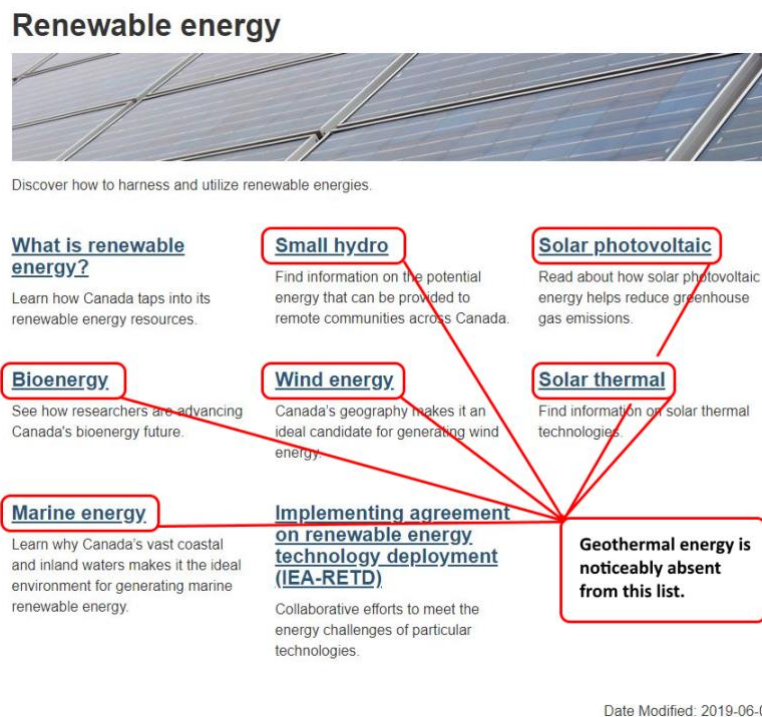 Renewable energy
Discover how to harness and utilize renewable energies.
What is renewable
energy?
Learn how Canada taps into its
renewable energy resources.
Small hydro
Find information on the potential
energy that can be provided to
remote communities across Canada.
Solar photovoltaic
Read about how solar photovoltaic
energy helps reduce greenhouse
gas emissions.
Bioenergy
See how researchers are advancing
Canada's bioenergy future.
Wind energy
Canada's geography makes it an
ideal candidate for generating wind
energy.
Solar thermal
Find information on solar thermal
technologies.
Marine energy
Learn why Canada's vast coastal
and inland waters makes it the ideal
environment for generating marine
renewable energy.
Implementing agreement
on renewable energy
technology deployment
(IEA-RETD)
Collaborative efforts to meet the
energy challenges of particular
technologies.
Geothermal energy is
noticeably absent
from this list.
Date Modified: 2019-06-